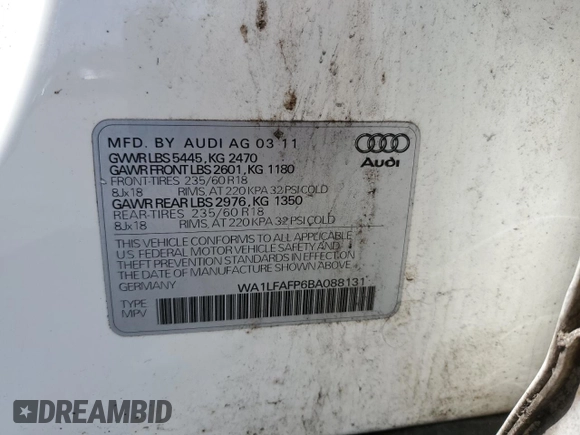 MFD. BY AUDI AG 03 11
GVWR LBS 5445, KG 2470
GAWR FRONT LBS 2601, KG 1180
FRONT-TIRES 235/60 R18
8Jx18 RIMS, AT 220 KPA 32 PSI COLD
GAWR REAR LBS 2976, KG 1350
REAR-TIRES 235/60 R18
8Jx18 RIMS, AT 220 KPA 32 PSI COLD
Audi
THIS VEHICLE CONFORMS TO ALL APPLICABLE
U.S FEDERAL MOTOR VEHICLE SAFETY AND
THEFT PREVENTION STANDARDS IN EFFECT ON
THE DATE OF MANUFACTURE SHOWN ABOVE
GERMANY WA1LFAFP6BA088131
TYPE
MPV
DREAMBID